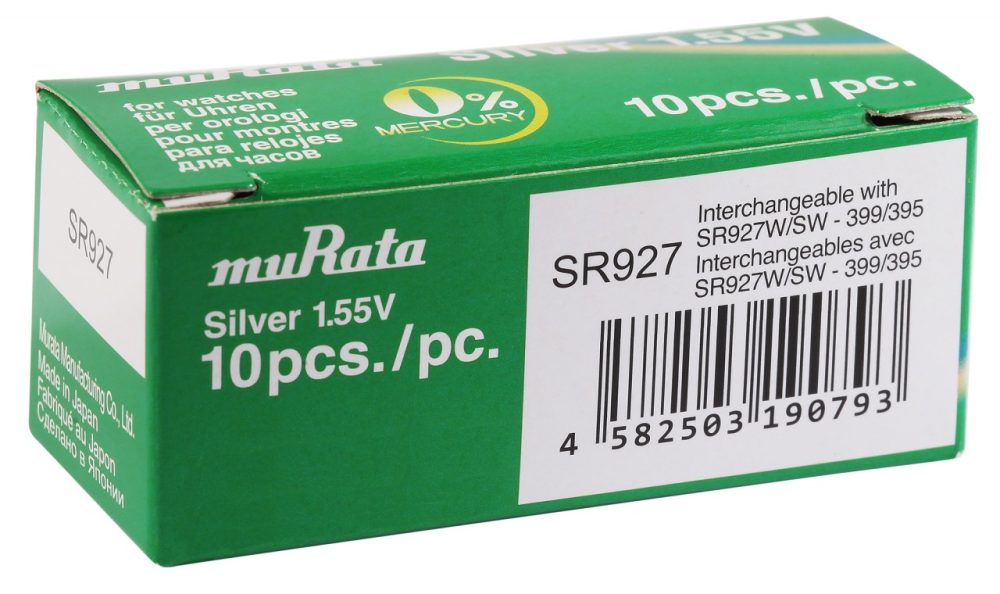 muRata
Silver 1.55V
for watches
für Uhren
per orologi
pour montres
para relojes
для часов
0%
MERCURY
10pcs./pc.
SR927
Murata Manufacturing Co., Ltd.
Made in Japan
Fabriqué au Japon
Сделано в Японии
muRata
Silver 1.55V
10pcs./pc.
SR927
Interchangeable with
SR927W/SW - 399/395
Interchangeables avec
SR927W/SW - 399/395
4 582503 190793